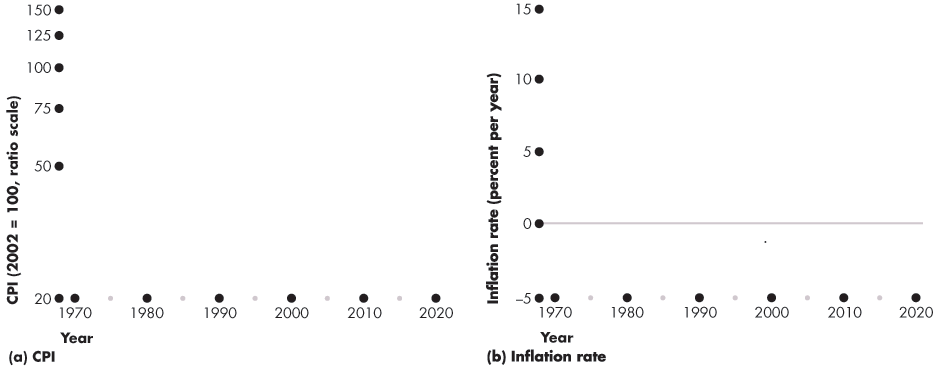 150
125
100
75
50
20
CPI (2002 = 100, ratio scale)
1970 1980 1990 2000 2010 2020
Year
(a) CPI
15
10
5
0
–5
Inflation rate (percent per year)
1970 1980 1990 2000 2010 2020
Year
(b) Inflation rate